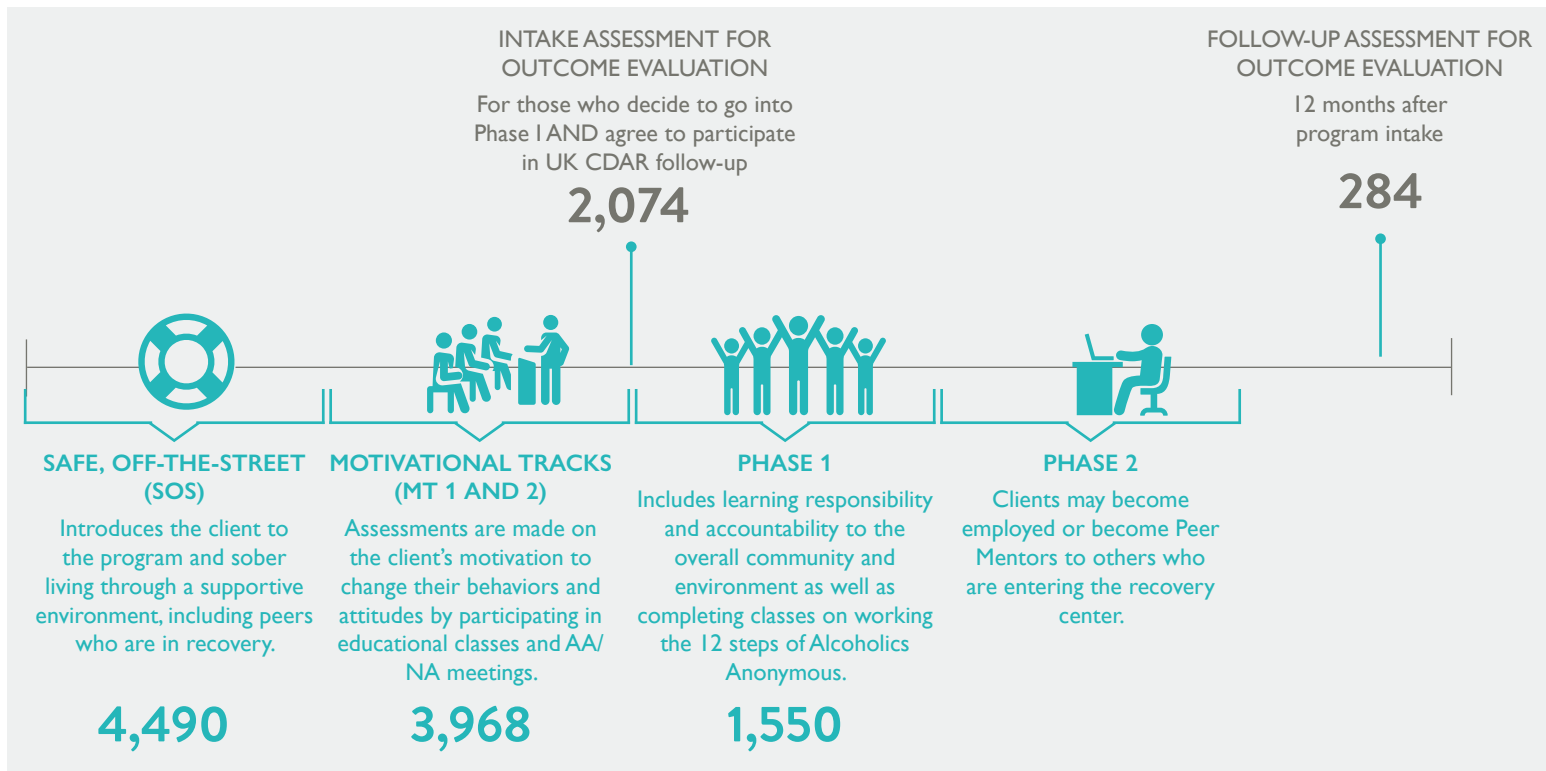 INTAKE ASSESSMENT FOR
OUTCOME EVALUATION
For those who decide to go into
Phase I AND agree to participate
in UK CDAR follow-up
2,074
FOLLOW-UP ASSESSMENT FOR
OUTCOME EVALUATION
12 months after
program intake
284
SAFE, OFF-THE-STREET
(SOS)
Introduces the client to
the program and sober
living through a supportive
environment, including peers
who are in recovery.
4,490
MOTIVATIONAL TRACKS
(MT 1 AND 2)
Assessments are made on
the client's motivation to
change their behaviors and
attitudes by participating in
educational classes and AA/
NA meetings.
3,968
PHASE 1
Includes learning responsibility
and accountability to the
overall community and
environment as well as
completing classes on working
the 12 steps of Alcoholics
Anonymous.
1,550
PHASE 2
Clients may become
employed or become Peer
Mentors to others who
are entering the recovery
center.